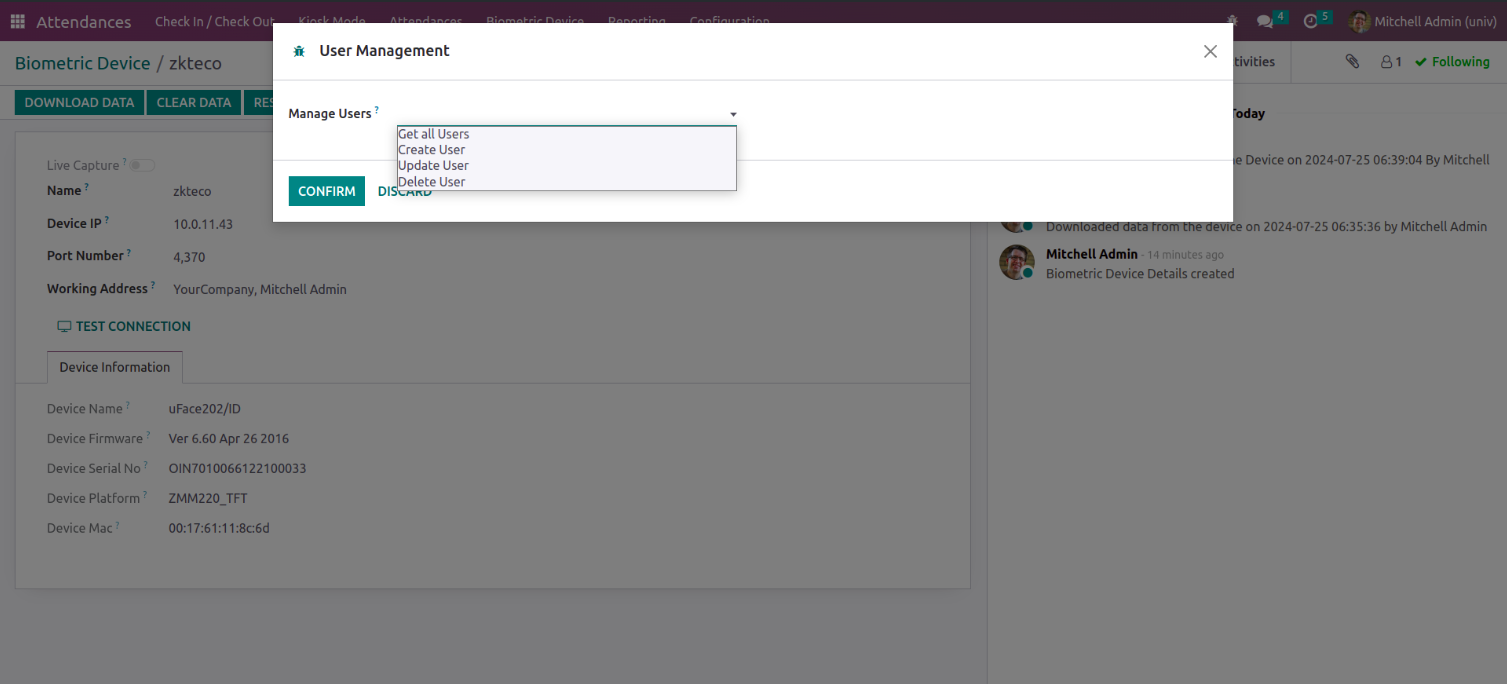 Attendances Check In / Check Out Kiosk Mode Attendances Biometric Device Reporting Configuration 4 5 Mitchell Admin (univ)
User Management
Biometric Device / zkteco
tivities 1 Following
DOWNLOAD DATA CLEAR DATA RES
Manage Users ?
Today
Get all Users
Create User
Update User
Delete User
CONFIRM DISCARD
Live Capture ?
e Device on 2024-07-25 06:39:04 By Mitchell
Name ? zkteco
Device IP ? 10.0.11.43
Downloaded data from the device on 2024-07-25 06:35:36 by Mitchell Admin
Port Number ? 4,370
Mitchell Admin - 14 minutes ago
Biometric Device Details created
Working Address ? YourCompany, Mitchell Admin
TEST CONNECTION
Device Information
Device Name ? uFace202/ID
Device Firmware ? Ver 6.60 Apr 26 2016
Device Serial No ? OIN7010066122100033
Device Platform ? ZMM220_TFT
Device Mac ? 00:17:61:11:8c:6d